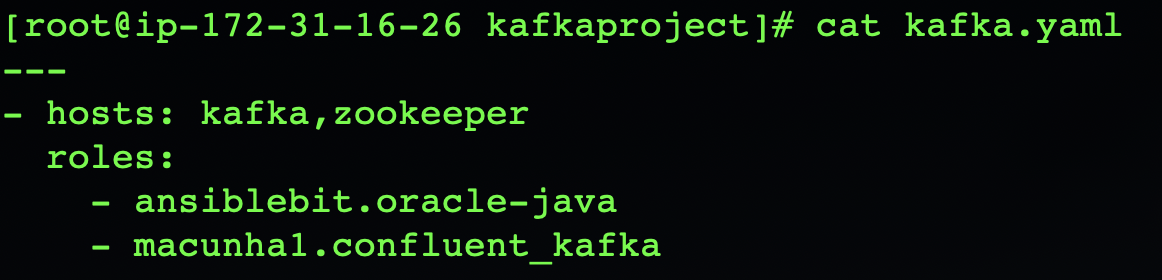 [root@ip-172-31-16-26 kafkaproject]# cat kafka.yaml
---
- hosts: kafka,zookeeper
  roles:
    - ansiblebit.oracle-java
    - macunha1.confluent_kafka